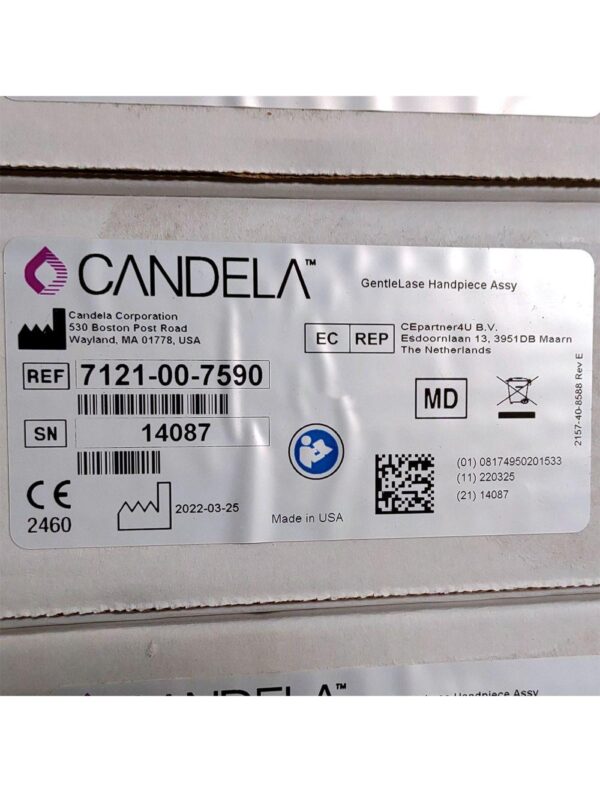 CANDELA™
GentleLase Handpiece Assy
Candela Corporation
530 Boston Post Road
Wayland, MA 01778, USA
EC REP
CEpartner4U B.V.
Esdoornlaan 13, 3951DB Maarn
The Netherlands
REF 7121-00-7590
MD
2157-40-8588 Rev E
SN 14087
(01) 08174950201533
(11) 220325
(21) 14087
CE
2460
2022-03-25
Made in USA
CANDELA™
GentleLase Handpiece Assy